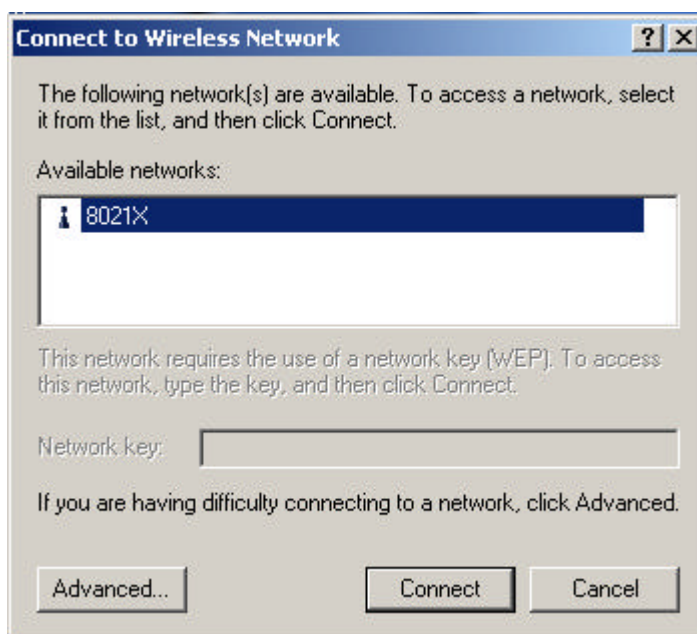 Connect to Wireless Network
The following network(s) are available. To access a network, select
it from the list, and then click Connect.
Available networks:
8021X
This network requires the use of a network key (WEP). To access
this network, type the key, and then click Connect.
Network key:
If you are having difficulty connecting to a network, click Advanced.
Advanced... Connect Cancel